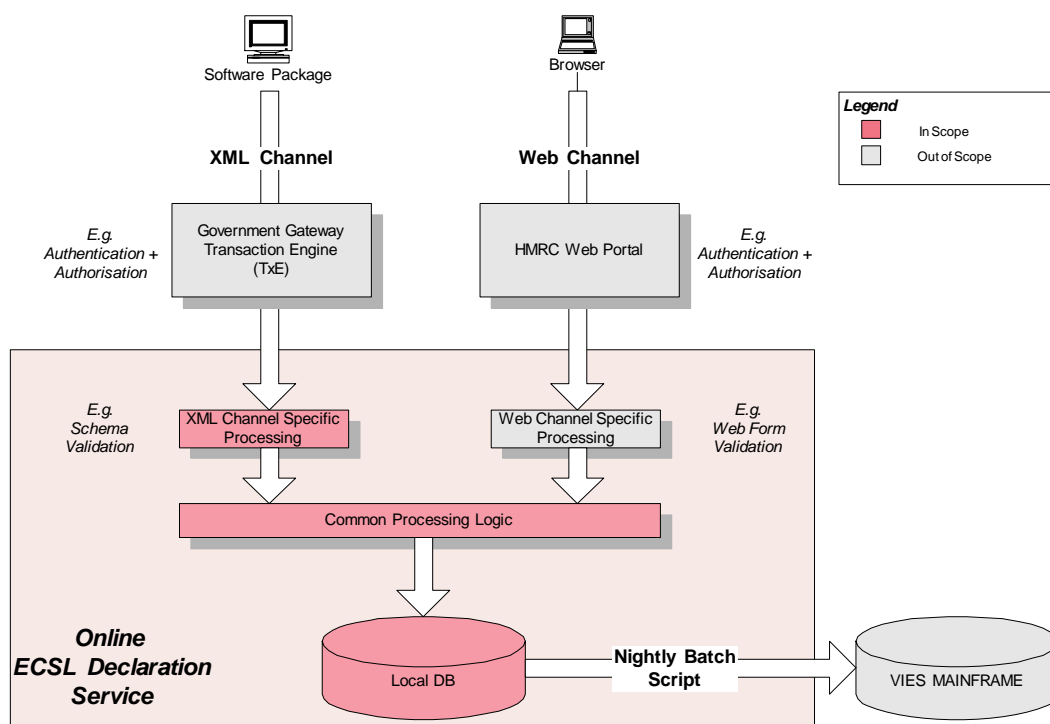 Software Package
Browser
Legend
In Scope
Out of Scope
XML Channel
Web Channel
E.g.
Authentication +
Authorisation
Government Gateway
Transaction Engine
(TxE)
HMRC Web Portal
E.g.
Authentication +
Authorisation
E.g.
Schema
Validation
XML Channel Specific
Processing
Web Channel Specific
Processing
E.g.
Web Form
Validation
Common Processing Logic
Online
ECSL Declaration
Service
Local DB
Nightly Batch
Script
VIES MAINFRAME